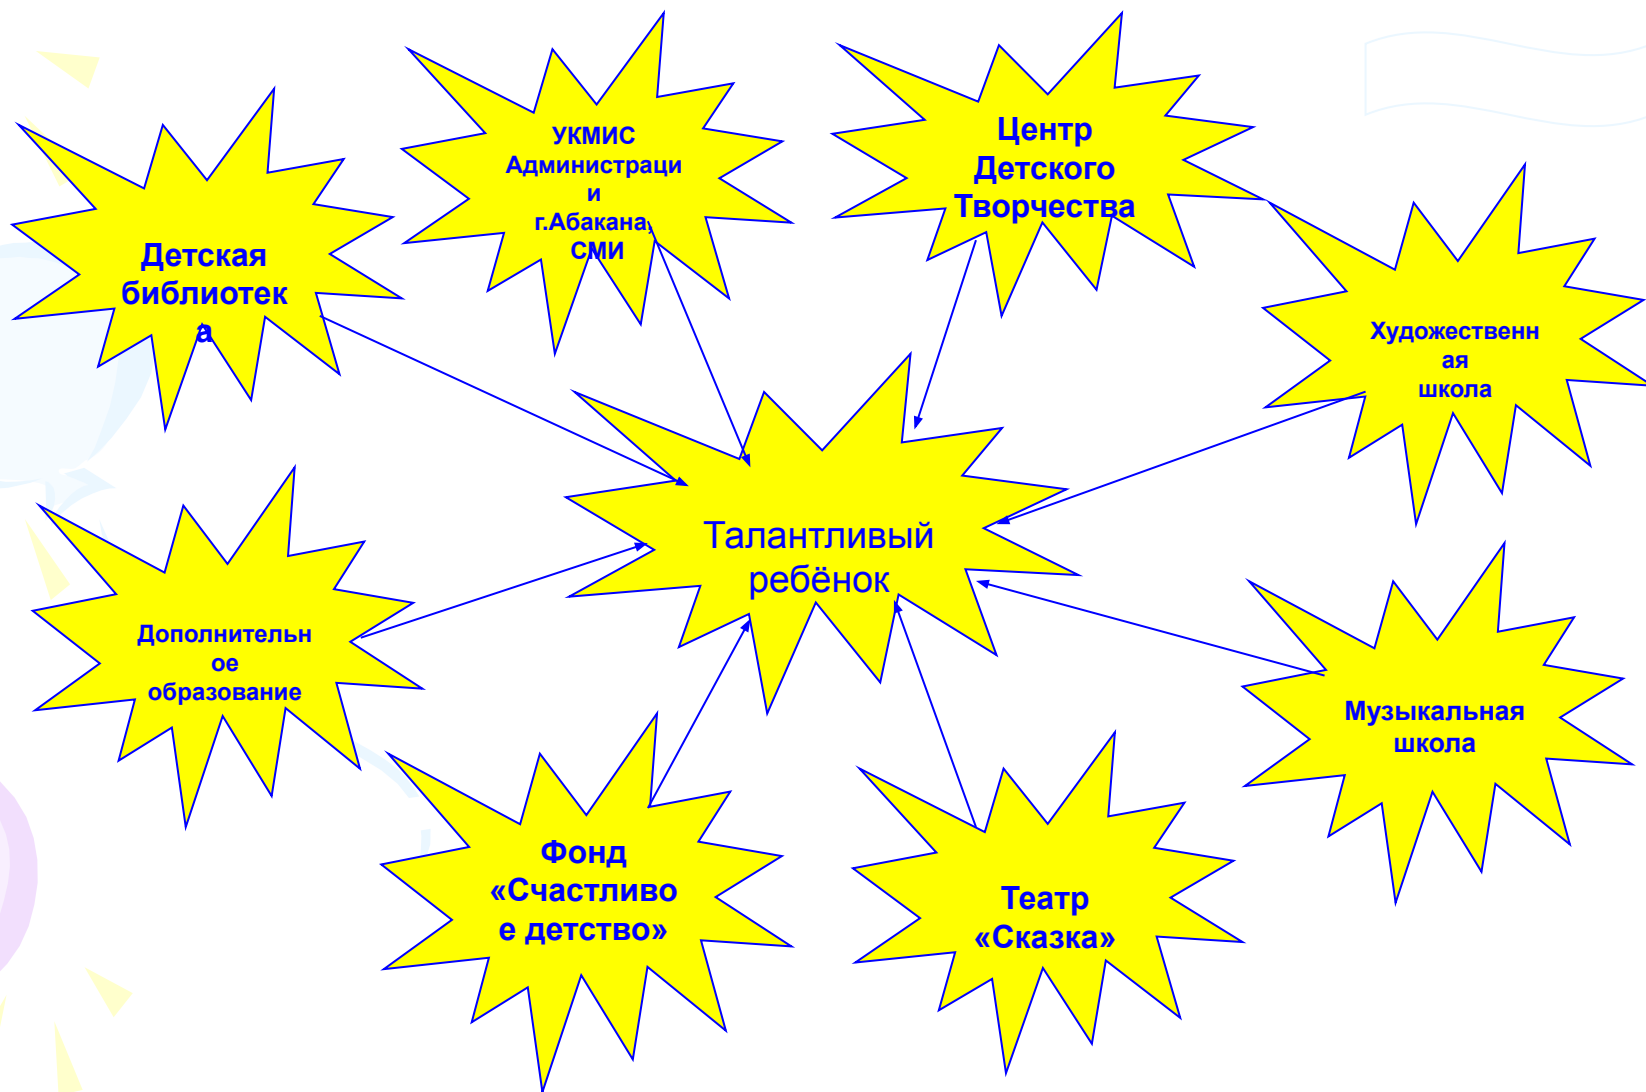 УКМИС
Администраци
и
г.Абакана,
СМИ
Центр
Детского
Творчества
Детская
библиотек
а
Художественн
ая
школа
Талантливый
ребёнок
Дополнительн
ое
образование
Музыкальная
школа
Фонд
«Счастливо
е детство»
Театр
«Сказка»